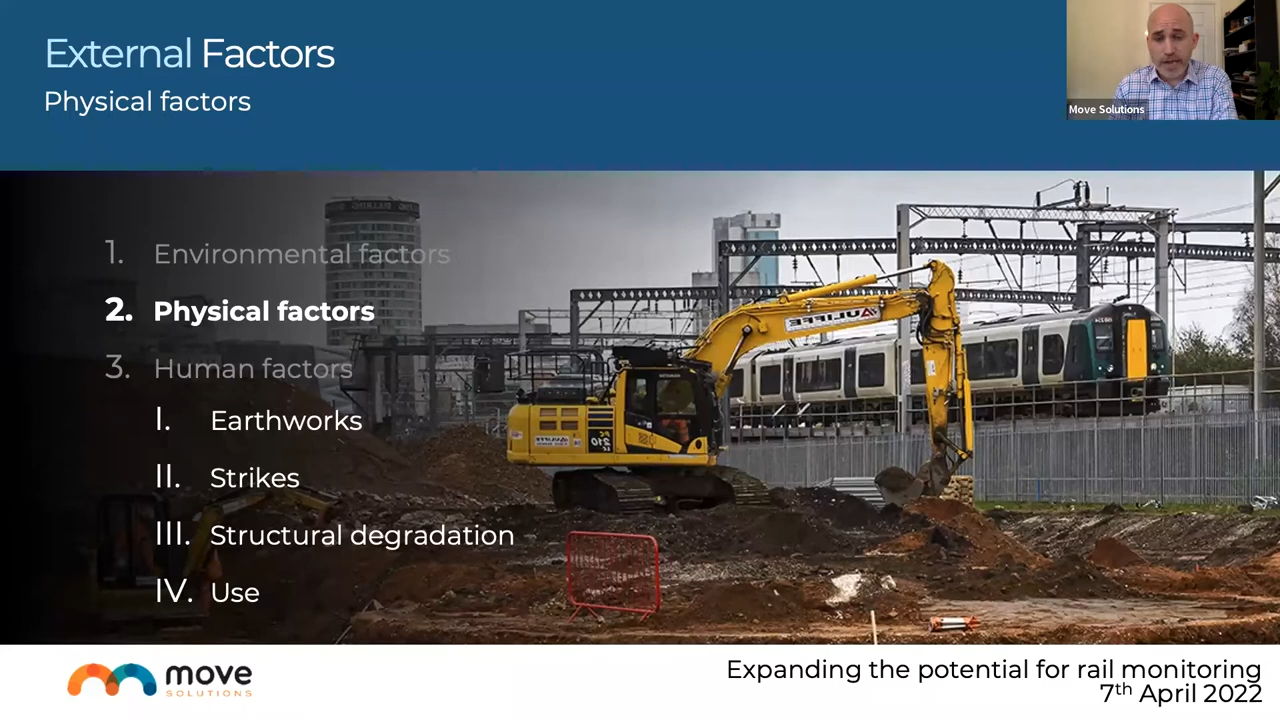 External Factors
Physical factors
Move Solutions
1. Environmental factors
2. Physical factors
3. Human factors
I. Earthworks
II. Strikes
III. Structural degradation
IV. Use
210
move
SOLUTIONS
Expanding the potential for rail monitoring
7th April 2022